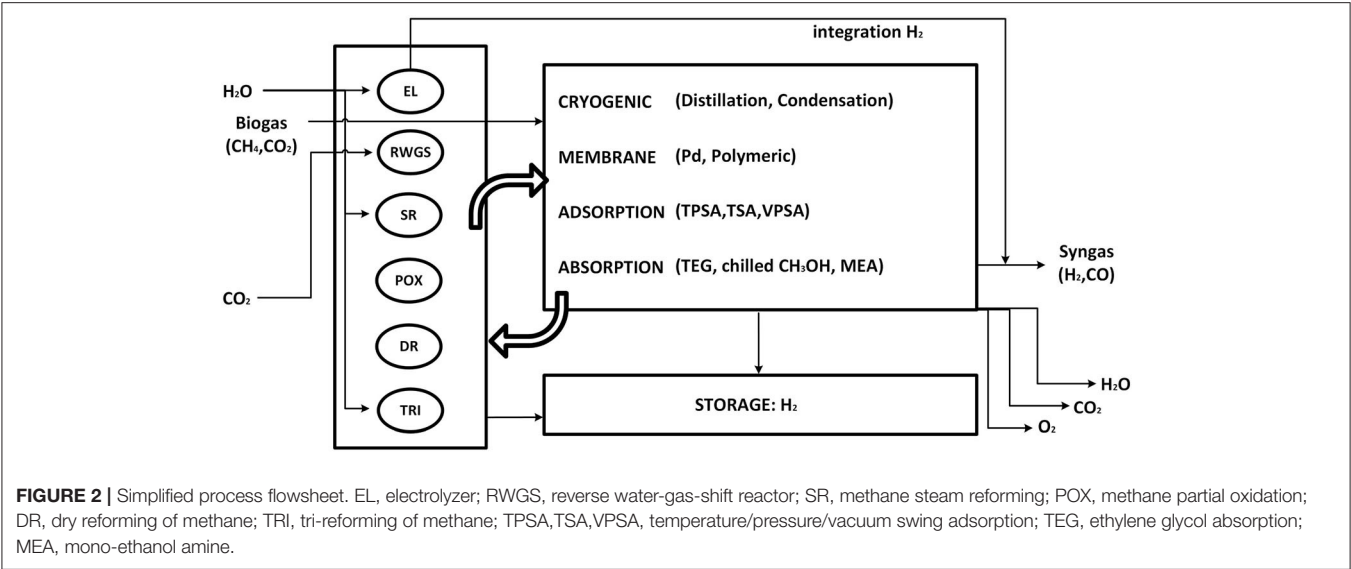 integration H₂
H₂O
EL
Biogas
(CH₄,CO₂)
RWGS
SR
CO₂
POX
DR
TRI
CRYOGENIC (Distillation, Condensation)
MEMBRANE (Pd, Polymeric)
ADSORPTION (TPSA,TSA,VPSA)
ABSORPTION (TEG, chilled CH₃OH, MEA)
Syngas
(H₂,CO)
STORAGE: H₂
H₂O
CO₂
O₂
FIGURE 2 | Simplified process flowsheet. EL, electrolyzer; RWGS, reverse water-gas-shift reactor; SR, methane steam reforming; POX, methane partial oxidation;
DR, dry reforming of methane; TRI, tri-reforming of methane; TPSA,TSA,VPSA, temperature/pressure/vacuum swing adsorption; TEG, ethylene glycol absorption;
MEA, mono-ethanol amine.